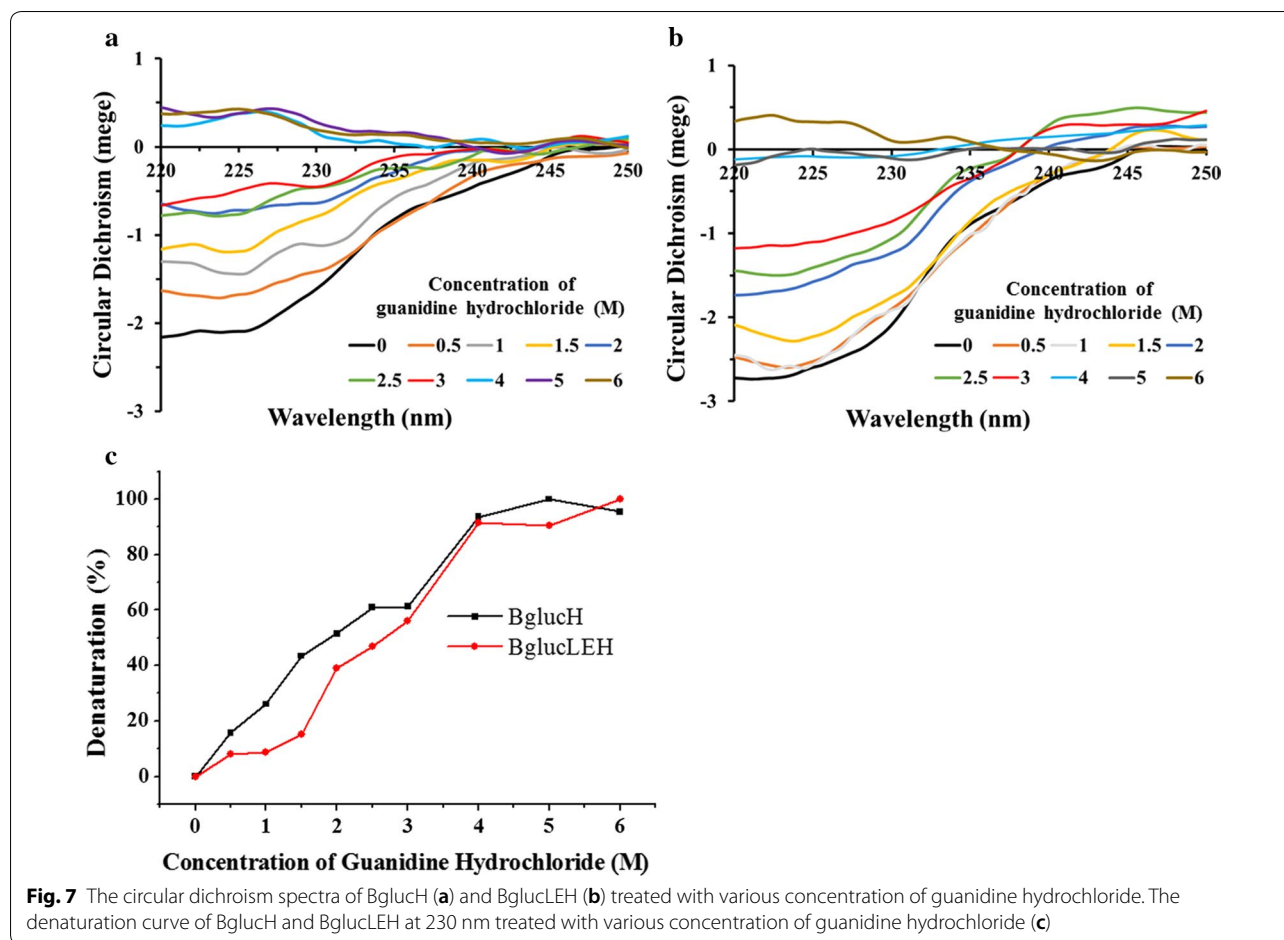 a
1
0
-1
-2
-3
220 225 230 235 240 245 250
Circular Dichroism (mege)
Wavelength (nm)
Concentration of
guanidine hydrochloride (M)
0 0.5 1 1.5 2
2.5 3 4 5 6
b
1
0
-1
-2
-3
220 225 230 235 240 245 250
Circular Dichroism (mege)
Wavelength (nm)
Concentration of
guanidine hydrochloride (M)
0 0.5 1 1.5 2
2.5 3 4 5 6
c
100
80
60
40
20
0
Denaturation (%)
BglucH
BglucLEH
0 1 2 3 4 5 6
Concentration of Guanidine Hydrochloride (M)
Fig. 7 The circular dichroism spectra of BglucH (a) and BglucLEH (b) treated with various concentration of guanidine hydrochloride. The
denaturation curve of BglucH and BglucLEH at 230 nm treated with various concentration of guanidine hydrochloride (c)